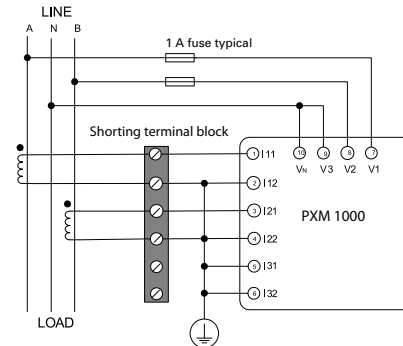 LINE
A N B
1 A fuse typical
Shorting terminal block
1 I11
2 I12
3 I21
4 I22
5 I31
6 I32
10 9 8 7
VN V3 V2 V1
PXM 1000
LOAD